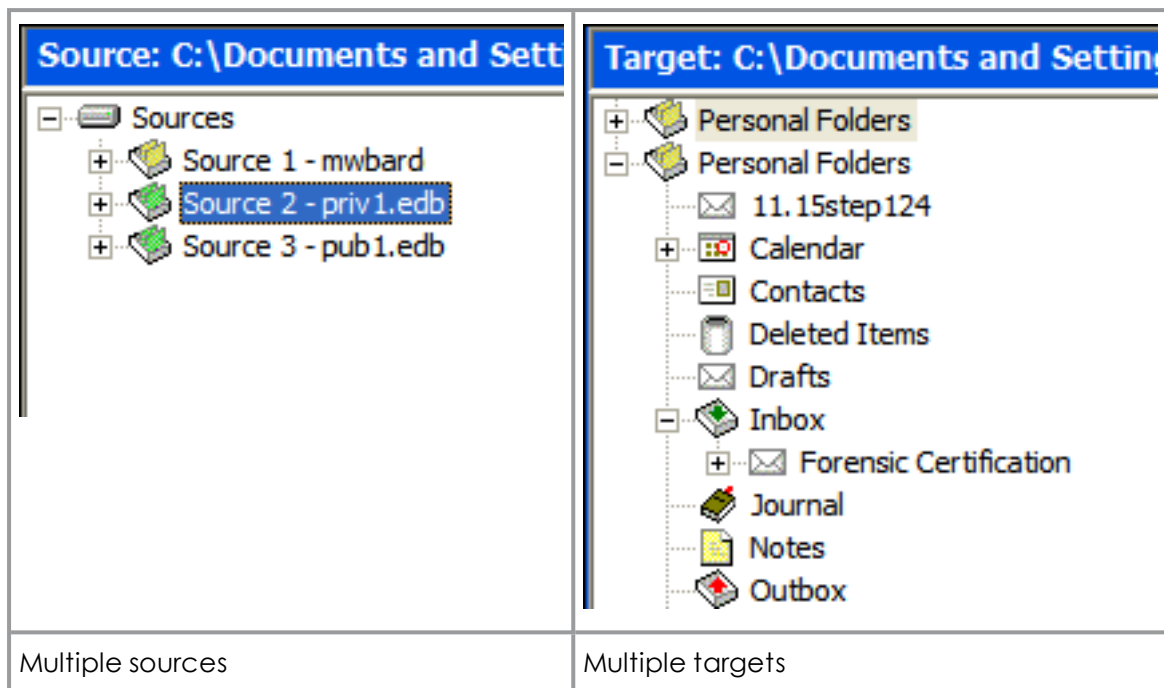 Source: C:\Documents and Sett
Sources
Source 1 - mwbard
Source 2 - priv1.edb
Source 3 - pub1.edb
Target: C:\Documents and Setting
Personal Folders
Personal Folders
11.15step124
Calendar
Contacts
Deleted Items
Drafts
Inbox
Forensic Certification
Journal
Notes
Outbox
Multiple sources
Multiple targets